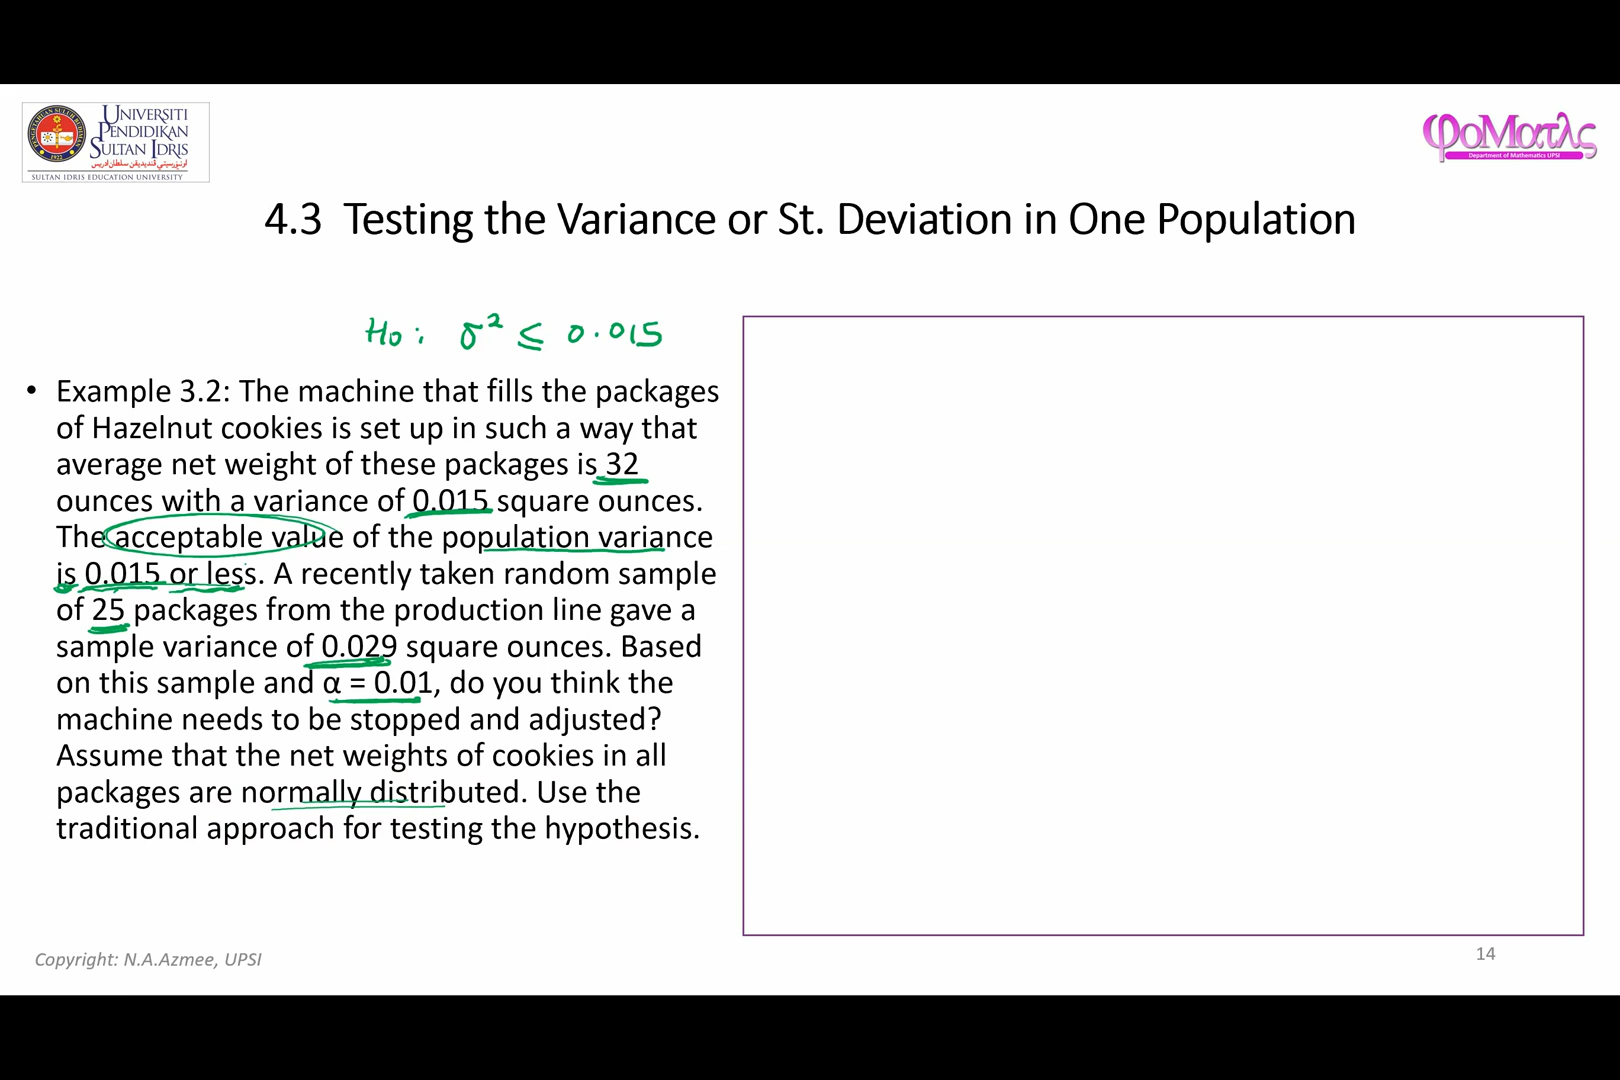 UNIVERSITI
PENDIDIKAN
SULTAN IDRIS
اونيۏرسيتي ڤنديديقن سلطان ادريس
SULTAN IDRIS EDUCATION UNIVERSITY
φοΜατλς
Department of Mathematics UPSI
4.3 Testing the Variance or St. Deviation in One Population
H₀ : σ² ≤ 0.015
• Example 3.2: The machine that fills the packages
of Hazelnut cookies is set up in such a way that
average net weight of these packages is 32
ounces with a variance of 0.015 square ounces.
The acceptable value of the population variance
is 0.015 or less. A recently taken random sample
of 25 packages from the production line gave a
sample variance of 0.029 square ounces. Based
on this sample and α = 0.01, do you think the
machine needs to be stopped and adjusted?
Assume that the net weights of cookies in all
packages are normally distributed. Use the
traditional approach for testing the hypothesis.
Copyright: N.A.Azmee, UPSI
14